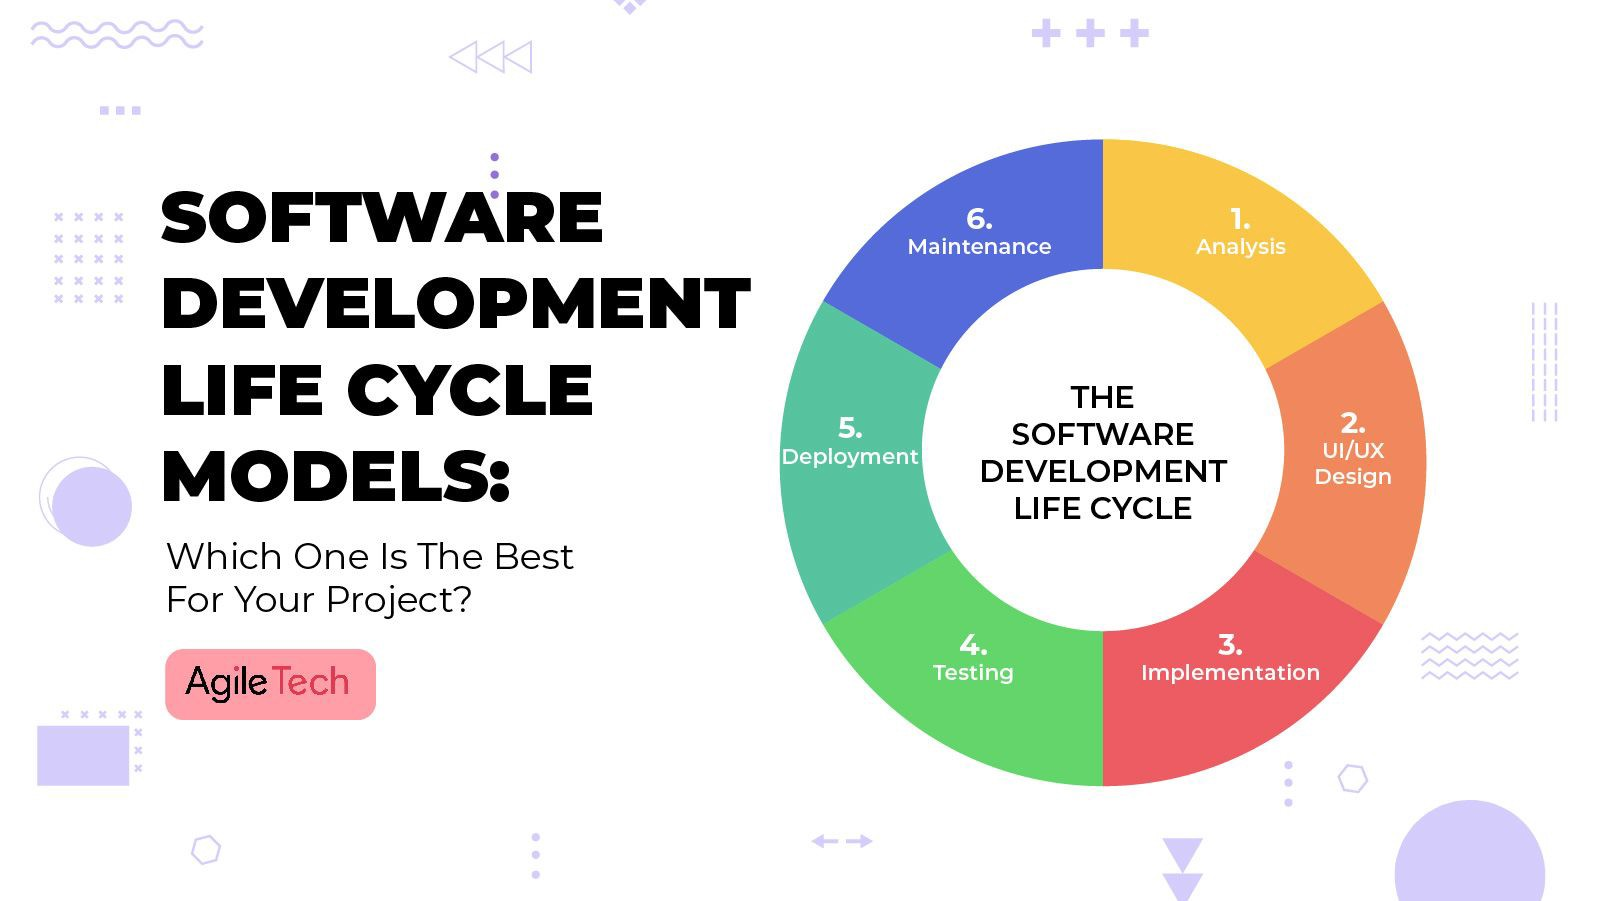 SOFTWARE
DEVELOPMENT
LIFE CYCLE
MODELS:
Which One Is The Best
For Your Project?
AgileTech
THE
SOFTWARE
DEVELOPMENT
LIFE CYCLE
1.
Analysis
2.
UI/UX
Design
3.
Implementation
4.
Testing
5.
Deployment
6.
Maintenance